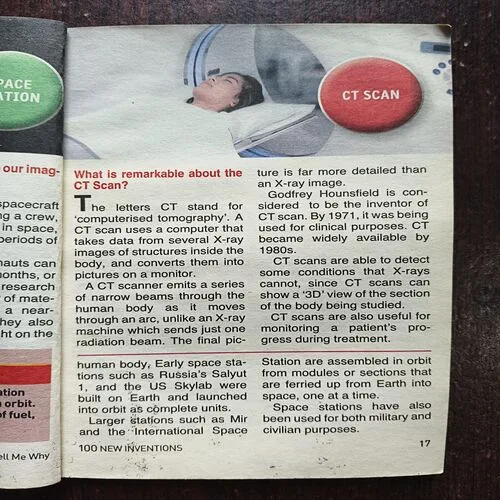 PACE
ATION
our imag-
spacecraft
ng a crew,
in space,
periods of
nauts can
months, or
research
of mate-
a near-
hey also
ht on the
ation
orbit.
of fuel,
ell Me Why
CT SCAN
What is remarkable about the
CT Scan?
The letters CT stand for
'computerised tomography'. A
CT scan uses a computer that
takes data from several X-ray
images of structures inside the
body, and converts them into
pictures on a monitor.
A CT scanner emits a series
of narrow beams through the
human body as it moves
through an arc, unlike an X-ray
machine which sends just one
radiation beam. The final pic-
ture is far more detailed than
an X-ray image.
Godfrey Hounsfield is con-
sidered to be the inventor of
CT scan. By 1971, it was being
used for clinical purposes. CT
became widely available by
1980s.
CT scans are able to detect
some conditions that X-rays
cannot, since CT scans can
show a '3D' view of the section
of the body being studied.
CT scans are also useful for
monitoring a patient's pro-
gress during treatment.
human body, Early space sta-
tions such as Russia's Salyut
1, and the US Skylab were
built on Earth and launched
into orbit as complete units.
Larger stations such as Mir
and the International Space
Station are assembled in orbit
from modules or sections that
are ferried up from Earth into
space, one at a time.
Space stations have also
been used for both military and
civilian purposes.
100 NEW INVENTIONS
17